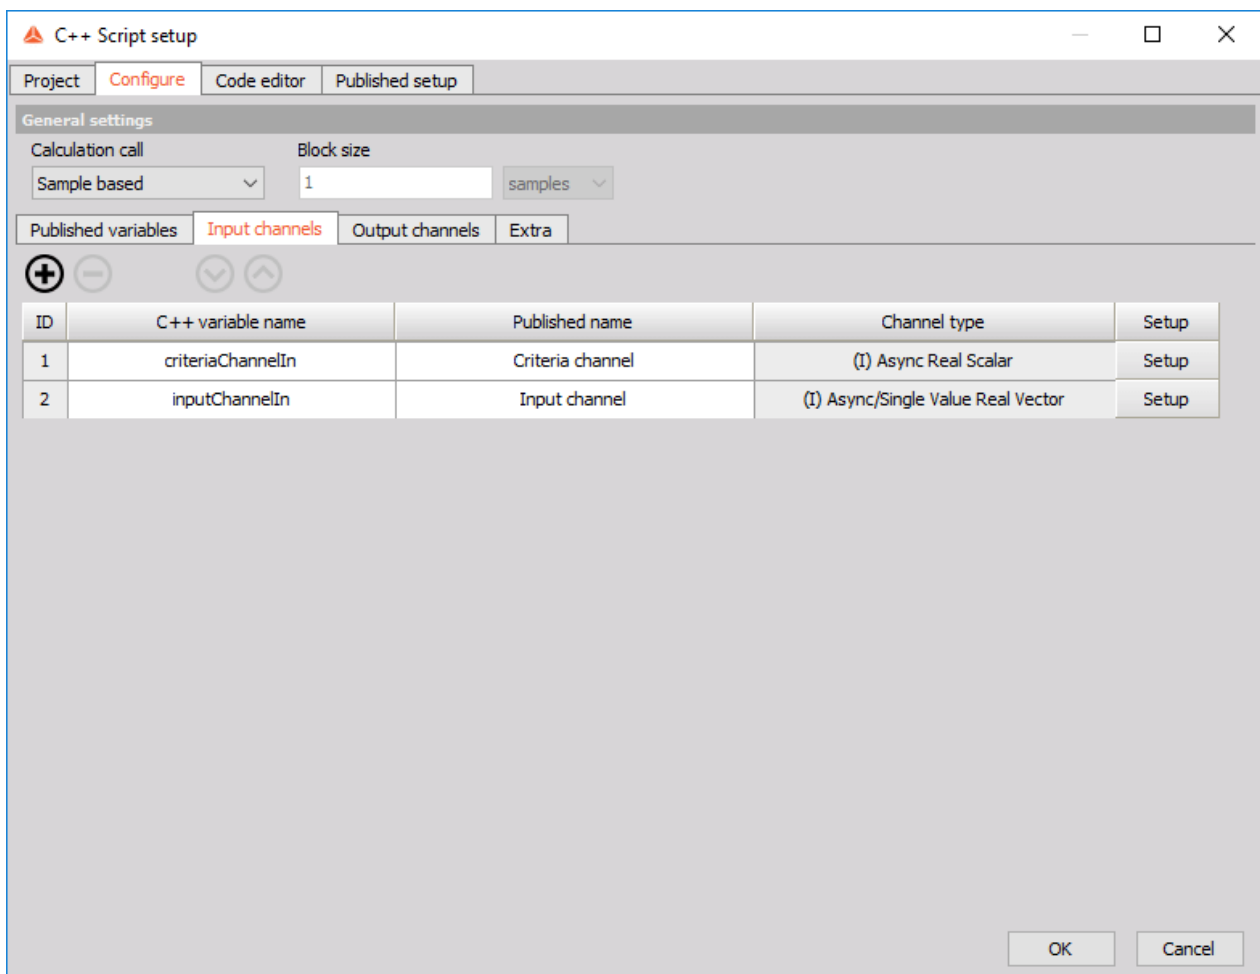 C++ Script setup
Project Configure Code editor Published setup
General settings
Calculation call Block size
Sample based 1 samples
Published variables Input channels Output channels Extra
ID C++ variable name Published name Channel type Setup
1 criteriaChannelIn Criteria channel (I) Async Real Scalar Setup
2 inputChannelIn Input channel (I) Async/Single Value Real Vector Setup
OK Cancel